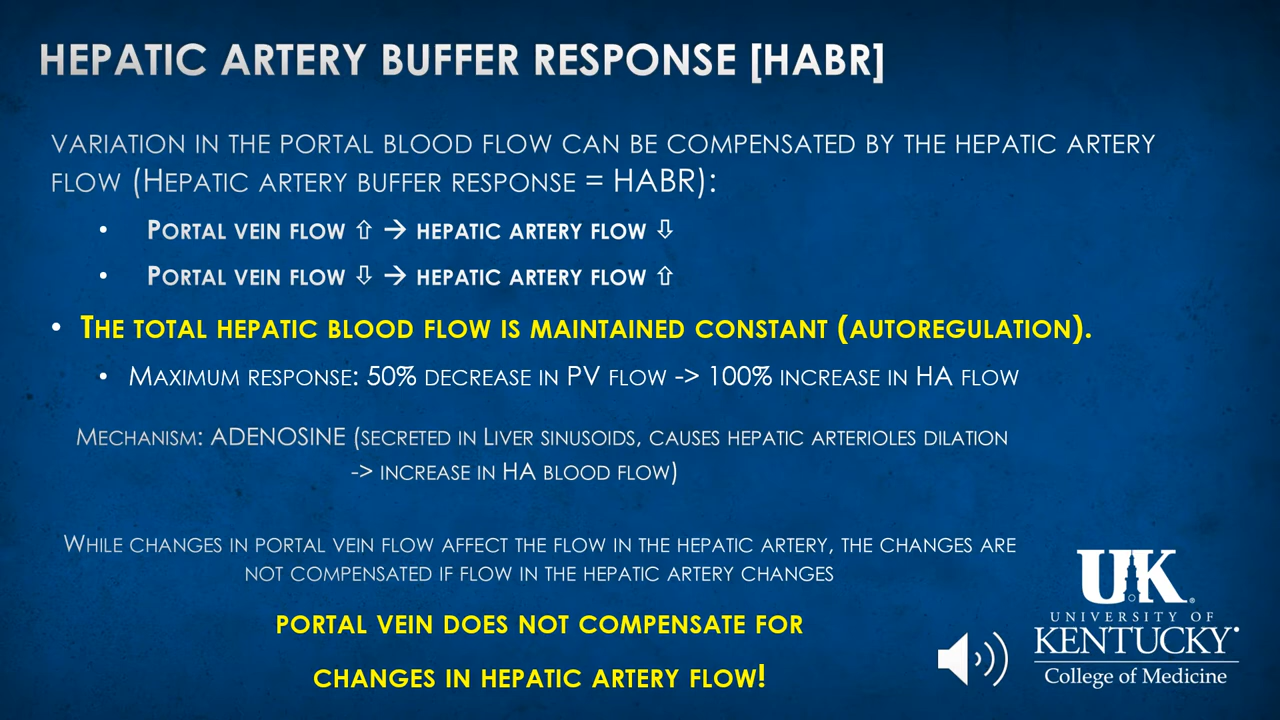 HEPATIC ARTERY BUFFER RESPONSE [HABR]
VARIATION IN THE PORTAL BLOOD FLOW CAN BE COMPENSATED BY THE HEPATIC ARTERY
FLOW (HEPATIC ARTERY BUFFER RESPONSE = HABR):
• PORTAL VEIN FLOW ⇧ → HEPATIC ARTERY FLOW ⇩
• PORTAL VEIN FLOW ⇩ → HEPATIC ARTERY FLOW ⇧
• THE TOTAL HEPATIC BLOOD FLOW IS MAINTAINED CONSTANT (AUTOREGULATION).
• MAXIMUM RESPONSE: 50% DECREASE IN PV FLOW -> 100% INCREASE IN HA FLOW
MECHANISM: ADENOSINE (SECRETED IN LIVER SINUSOIDS, CAUSES HEPATIC ARTERIOLES DILATION
-> INCREASE IN HA BLOOD FLOW)
WHILE CHANGES IN PORTAL VEIN FLOW AFFECT THE FLOW IN THE HEPATIC ARTERY, THE CHANGES ARE
NOT COMPENSATED IF FLOW IN THE HEPATIC ARTERY CHANGES
PORTAL VEIN DOES NOT COMPENSATE FOR
CHANGES IN HEPATIC ARTERY FLOW!
UK®
UNIVERSITY OF
KENTUCKY
College of Medicine